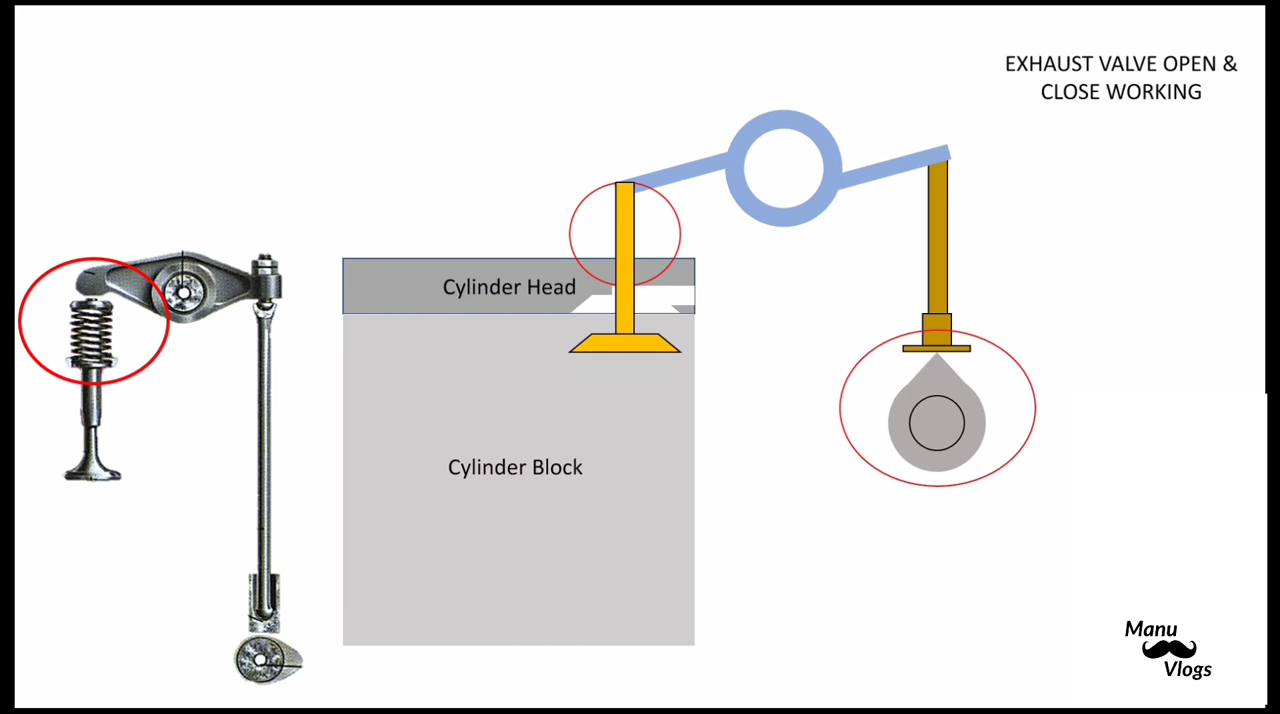 EXHAUST VALVE OPEN &
CLOSE WORKING
Cylinder Head
Cylinder Block
Manu
Vlogs